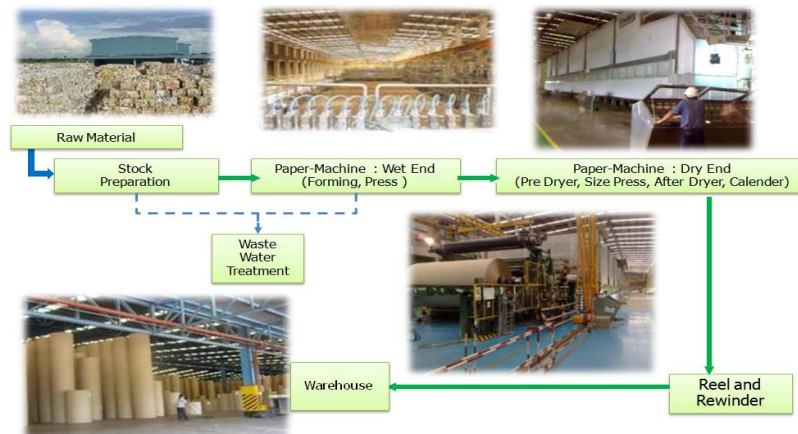 Raw Material
Stock
Preparation
Paper-Machine : Wet End
(Forming, Press )
Paper-Machine : Dry End
(Pre Dryer, Size Press, After Dryer, Calender)
Waste
Water
Treatment
Warehouse
Reel and
Rewinder